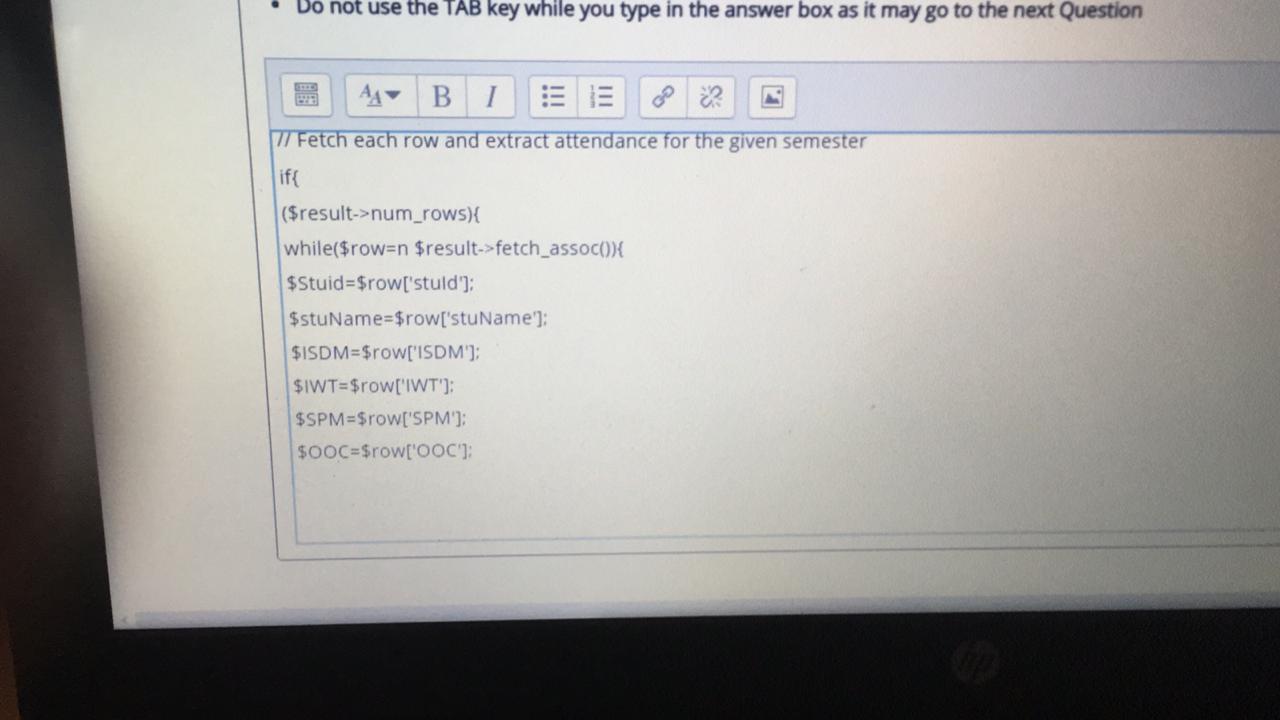 • Do not use the TAB key while you type in the answer box as it may go to the next Question
AA B I
// Fetch each row and extract attendance for the given semester
if{
($result->num_rows){
while($row=n $result->fetch_assoc()){
$Stuid=$row['stuId'];
$stuName=$row['stuName'];
$ISDM=$row['ISDM'];
$IWT=$row['IWT'];
$SPM=$row['SPM'];
$OOC=$row['OOC'];
hp